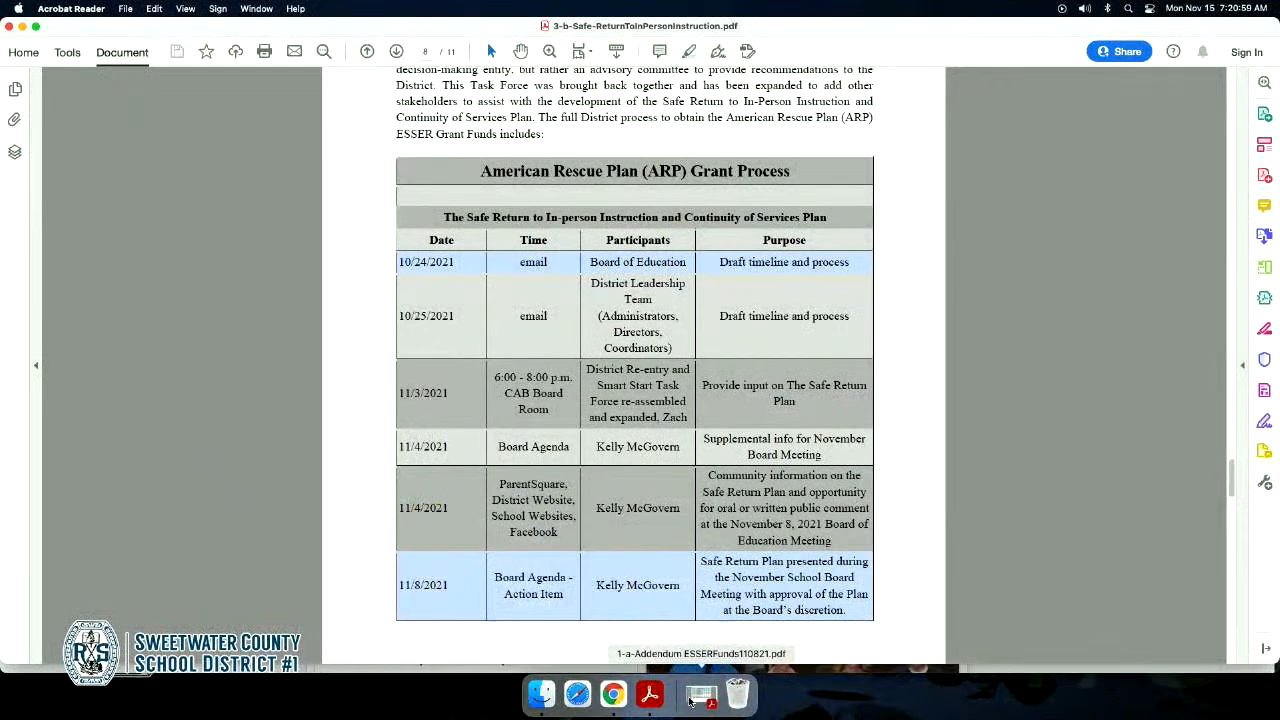 Acrobat Reader File Edit View Sign Window Help Mon Nov 15 7:20:59 AM
3-b-Safe-ReturnToInPersonInstruction.pdf
Home Tools Document 8 / 11 Share Sign In
decision-making entity, but rather an advisory committee to provide recommendations to the
District. This Task Force was brought back together and has been expanded to add other
stakeholders to assist with the development of the Safe Return to In-Person Instruction and
Continuity of Services Plan. The full District process to obtain the American Rescue Plan (ARP)
ESSER Grant Funds includes:
American Rescue Plan (ARP) Grant Process
The Safe Return to In-person Instruction and Continuity of Services Plan
Date Time Participants Purpose
10/24/2021 email Board of Education Draft timeline and process
10/25/2021 email District Leadership
Team
(Administrators,
Directors,
Coordinators) Draft timeline and process
11/3/2021 6:00 - 8:00 p.m.
CAB Board
Room District Re-entry and
Smart Start Task
Force re-assembled
and expanded, Zach Provide input on The Safe Return
Plan
11/4/2021 Board Agenda Kelly McGovern Supplemental info for November
Board Meeting
11/4/2021 ParentSquare,
District Website,
School Websites,
Facebook Kelly McGovern Community information on the
Safe Return Plan and opportunity
for oral or written public comment
at the November 8, 2021 Board of
Education Meeting
11/8/2021 Board Agenda -
Action Item Kelly McGovern Safe Return Plan presented during
the November School Board
Meeting with approval of the Plan
at the Board's discretion.
RS SWEETWATER COUNTY
SCHOOL DISTRICT #1
1-a-Addendum ESSERFunds110821.pdf